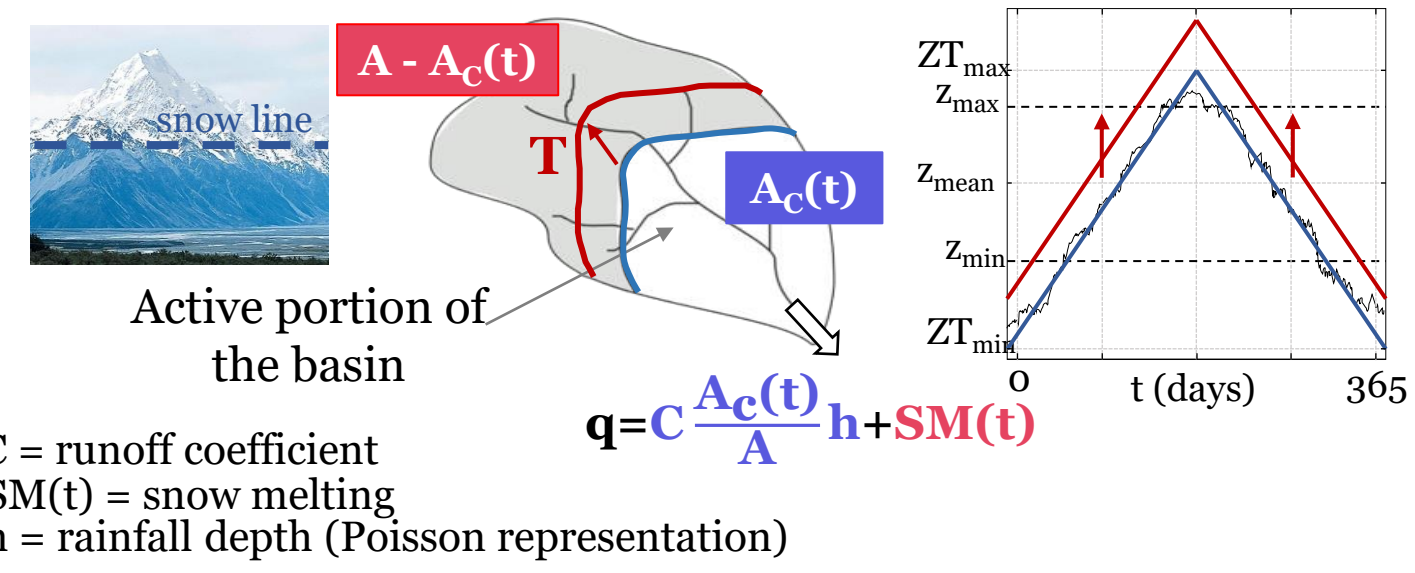 snow line
A - A_C(t)
T
A_C(t)
Active portion of
the basin
ZT_max
z_max
z_mean
z_min
ZT_min
0 t (days) 365
q=C A_C(t)/A h+SM(t)
C = runoff coefficient
SM(t) = snow melting
h = rainfall depth (Poisson representation)